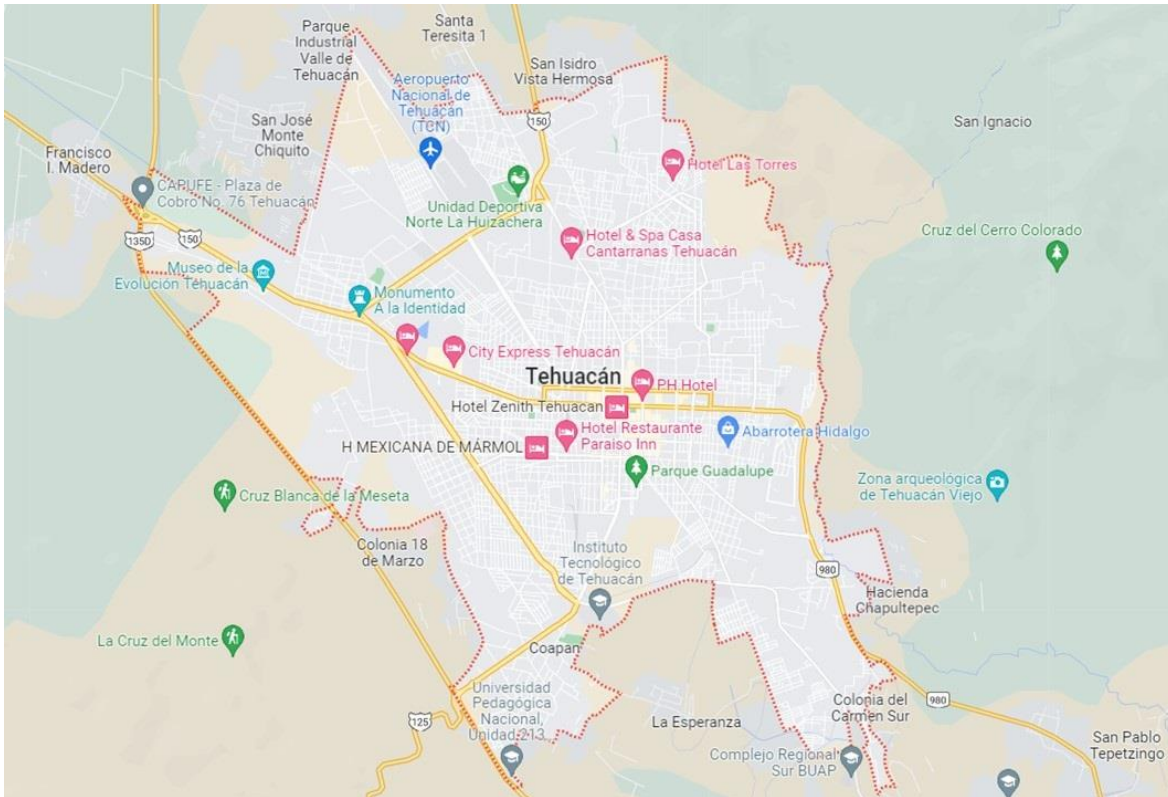 Parque
Industrial
Valle de
Tehuacán
Santa
Teresita 1
San Isidro
Vista Hermosa
Aeropuerto
Nacional de
Tehuacán
(TCN)
150
San José
Monte
Chiquito
San Ignacio
Francisco
I. Madero
Hotel Las Torres
CAPUFE - Plaza de
Cobro No. 76 Tehuacán
Unidad Deportiva
Norte La Huizachera
135D
150
Hotel & Spa Casa
Cantarranas Tehuacán
Cruz del Cerro Colorado
Museo de la
Evolución Tehuacán
Monumento
A la Identidad
City Express Tehuacán
Tehuacán
P.H Hotel
Hotel Zenith Tehuacan
Hotel Restaurante
Paraiso Inn
Abarrotera Hidalgo
H MEXICANA DE MÁRMOL
Parque Guadalupe
Zona arqueológica
de Tehuacán Viejo
Cruz Blanca de la Meseta
Colonia 18
de Marzo
Instituto
Tecnológico
de Tehuacán
980
Hacienda
Chapultepec
La Cruz del Monte
Coapan
Universidad
Pedagógica
Nacional,
Unidad 213
125
La Esperanza
Colonia del
Carmen Sur
980
Complejo Regional
Sur BUAP
San Pablo
Tepetzingo